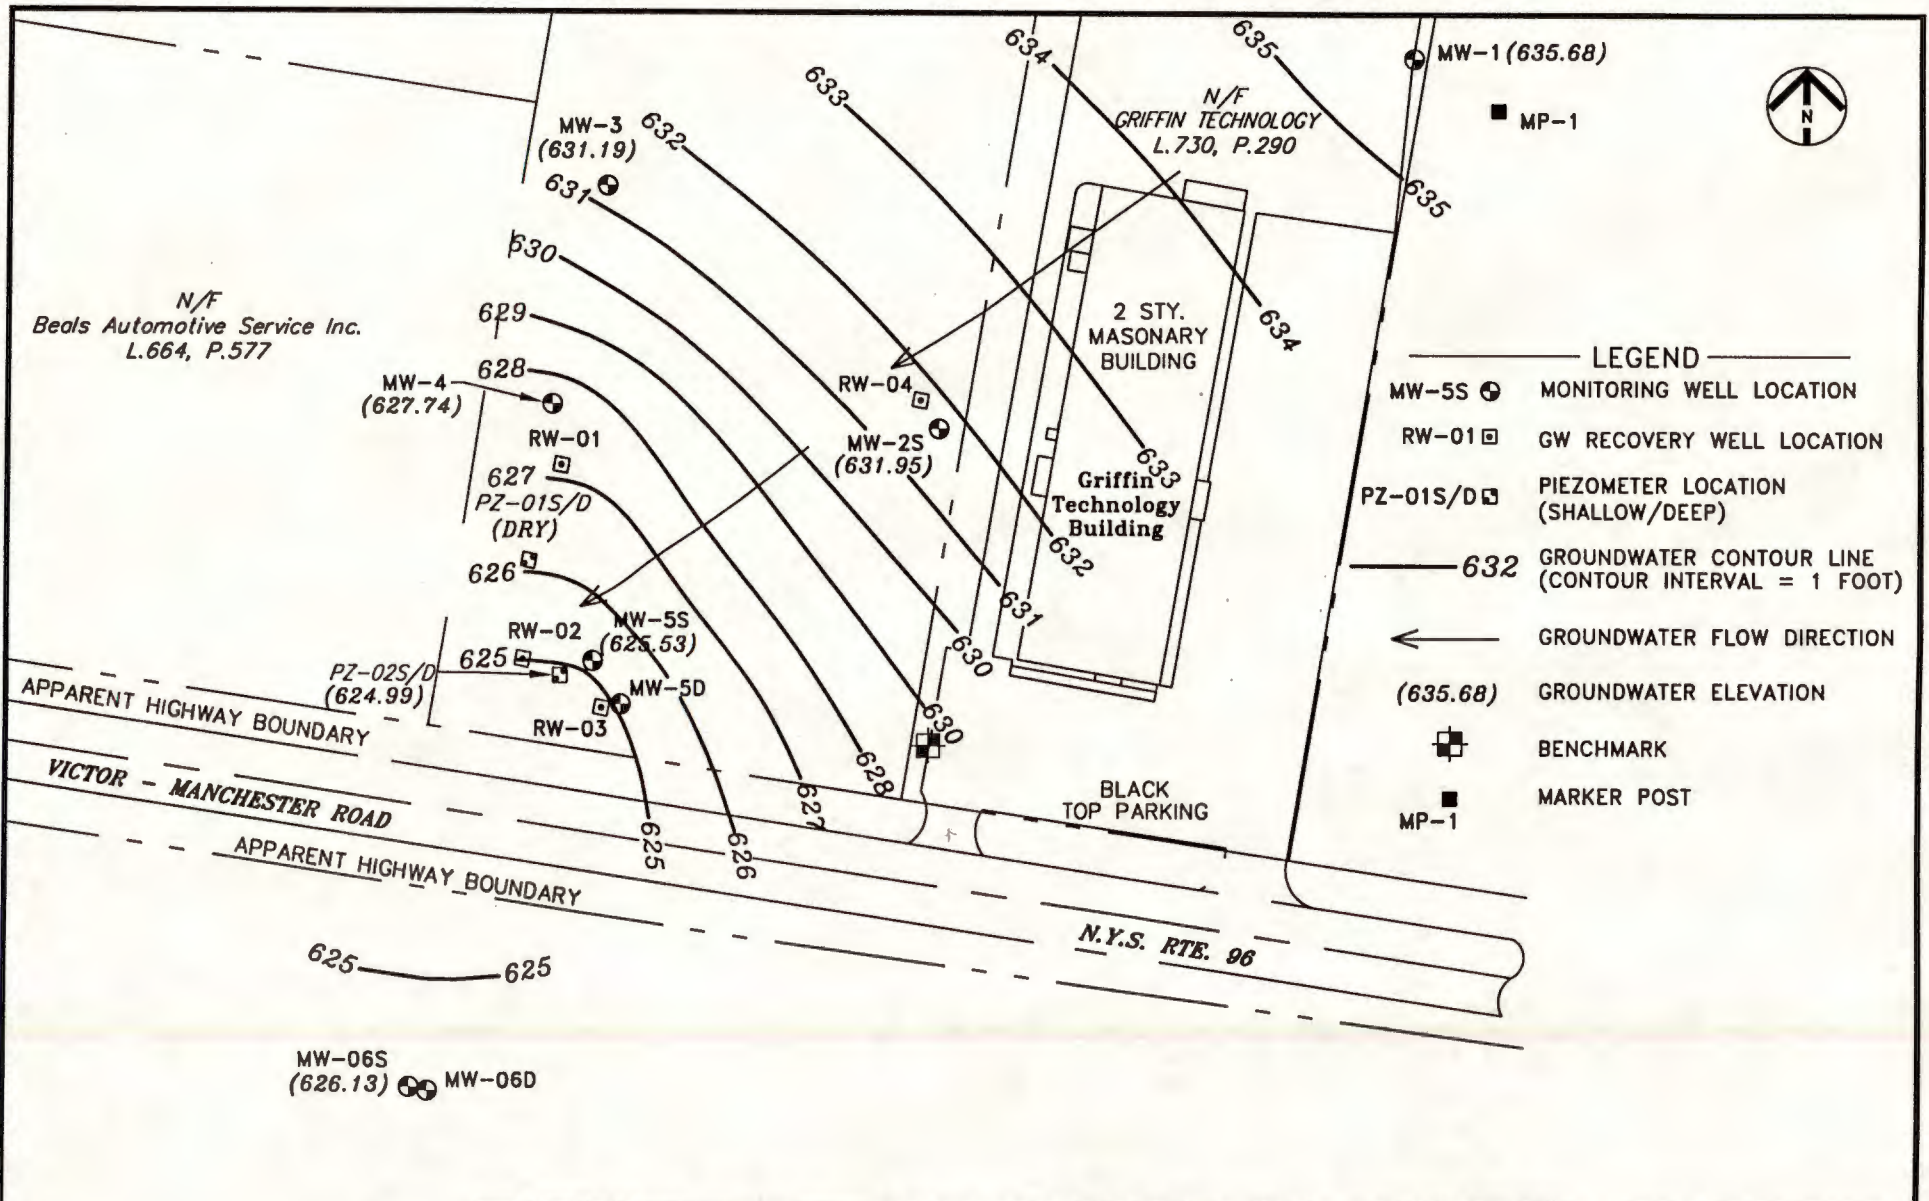 634
635
MW-1 (635.68)
633
N/F
GRIFFIN TECHNOLOGY
L.730, P.290
MP-1
N
MW-3
(631.19)
632
631
635
630
N/F
Beals Automotive Service Inc.
L.664, P.577
629
2 STY.
MASONARY
BUILDING
634
LEGEND
628
MW-4
(627.74)
RW-04
MW-5S MONITORING WELL LOCATION
RW-01
MW-2S
(631.95)
RW-01 GW RECOVERY WELL LOCATION
627
633
PZ-01S/D
(DRY)
Griffin
Technology
Building
PZ-01S/D PIEZOMETER LOCATION
(SHALLOW/DEEP)
626
632
632 GROUNDWATER CONTOUR LINE
(CONTOUR INTERVAL = 1 FOOT)
631
MW-5S
(625.53)
RW-02
625
630
GROUNDWATER FLOW DIRECTION
PZ-02S/D
(624.99)
MW-5D
RW-03
(635.68) GROUNDWATER ELEVATION
630
BENCHMARK
APPARENT HIGHWAY BOUNDARY
628
627
BLACK
TOP PARKING
MP-1 MARKER POST
VICTOR - MANCHESTER ROAD
625
626
APPARENT HIGHWAY BOUNDARY
N.Y.S. RTE. 96
625 625
MW-06S
(626.13)
MW-06D